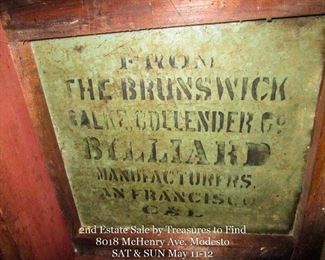 FROM
THE BRUNSWICK
BALKE, COLLENDER Co
BILLIARD
MANUFACTURERS,
SAN FRANCISCO
CAL
2nd Estate Sale by Treasures to Find
8018 McHenry Ave, Modesto
SAT & SUN May 11-12